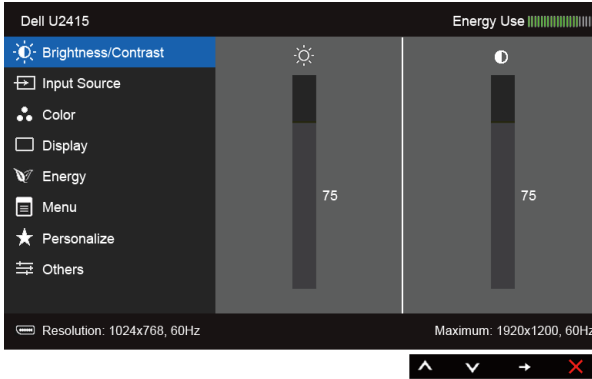 Dell U2415
Energy Use
Brightness/Contrast
Input Source
Color
Display
Energy
Menu
Personalize
Others
75
75
Resolution: 1024x768, 60Hz
Maximum: 1920x1200, 60Hz